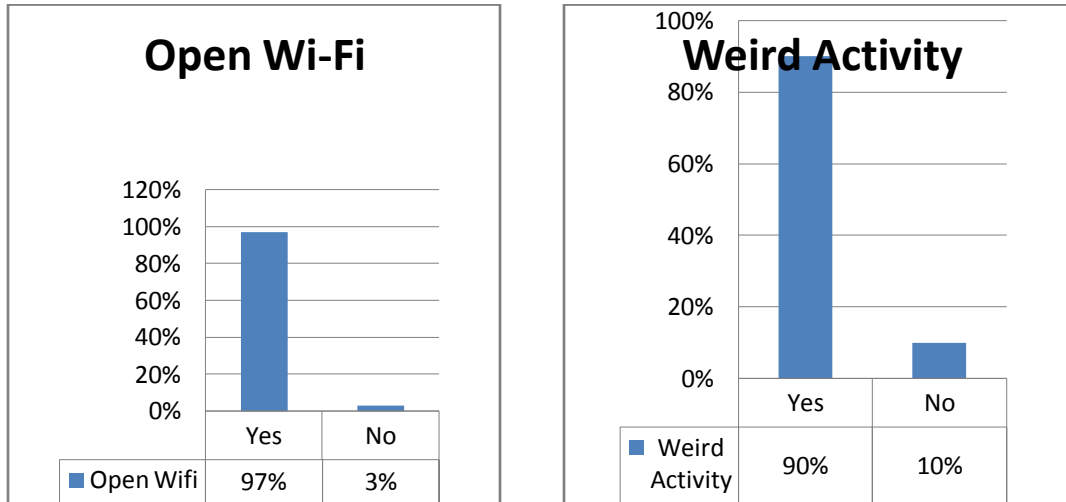 Open Wi-Fi
120%
100%
80%
60%
40%
20%
0%
Yes No
Open Wifi 97% 3%
Weird Activity
100%
80%
60%
40%
20%
0%
Yes No
Weird
Activity 90% 10%